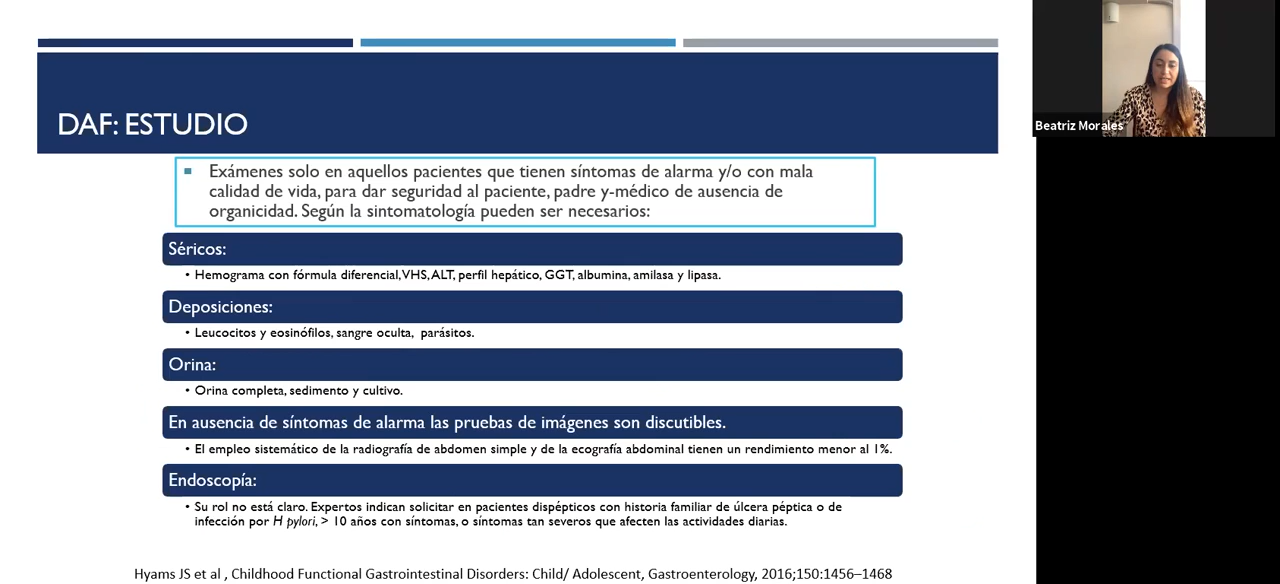 DAF: ESTUDIO
▪ Exámenes solo en aquellos pacientes que tienen síntomas de alarma y/o con mala
calidad de vida, para dar seguridad al paciente, padre y-médico de ausencia de
organicidad. Según la sintomatología pueden ser necesarios:
Séricos:
• Hemograma con fórmula diferencial, VHS, ALT, perfil hepático, GGT, albumina, amilasa y lipasa.
Deposiciones:
• Leucocitos y eosinófilos, sangre oculta, parásitos.
Orina:
• Orina completa, sedimento y cultivo.
En ausencia de síntomas de alarma las pruebas de imágenes son discutibles.
• El empleo sistemático de la radiografía de abdomen simple y de la ecografía abdominal tienen un rendimiento menor al 1%.
Endoscopía:
• Su rol no está claro. Expertos indican solicitar en pacientes dispépticos con historia familiar de úlcera péptica o de
infección por H pylori, > 10 años con síntomas, o síntomas tan severos que afecten las actividades diarias.
Hyams JS et al , Childhood Functional Gastrointestinal Disorders: Child/ Adolescent, Gastroenterology, 2016;150:1456–1468
Beatriz Morales